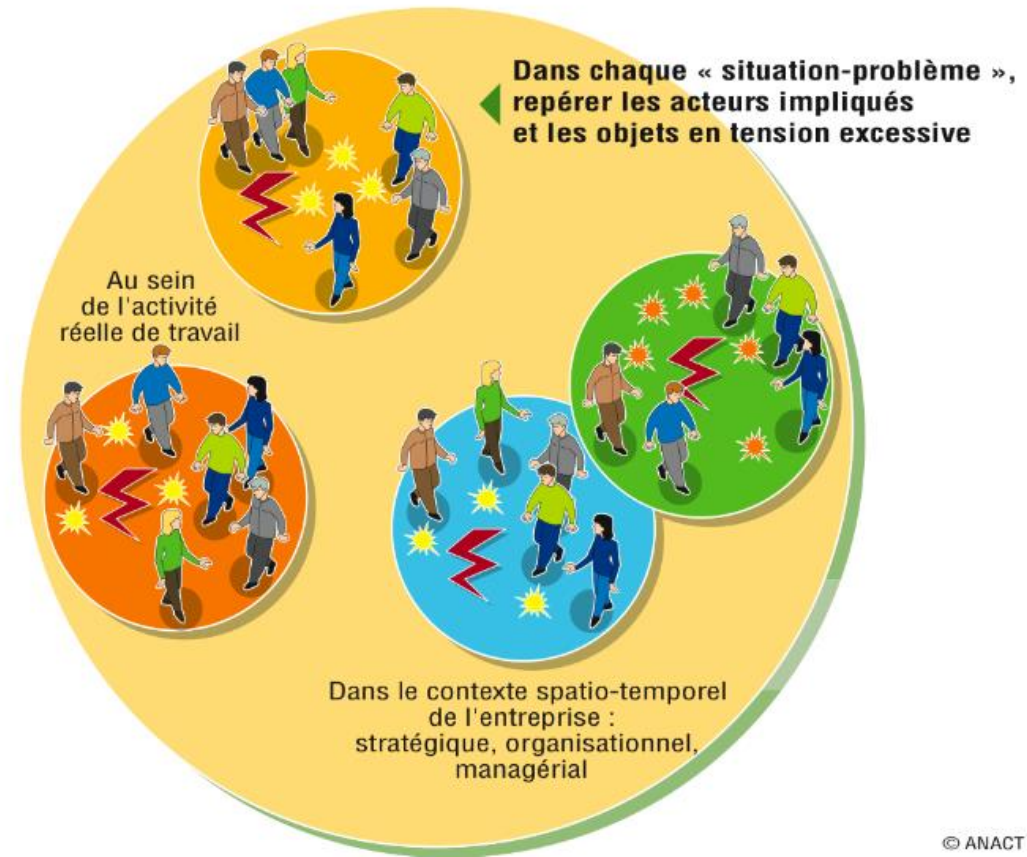 Dans chaque « situation-problème »,
repérer les acteurs impliqués
et les objets en tension excessive
Au sein
de l'activité
réelle de travail
Dans le contexte spatio-temporel
de l'entreprise :
stratégique, organisationnel,
managérial
© ANACT